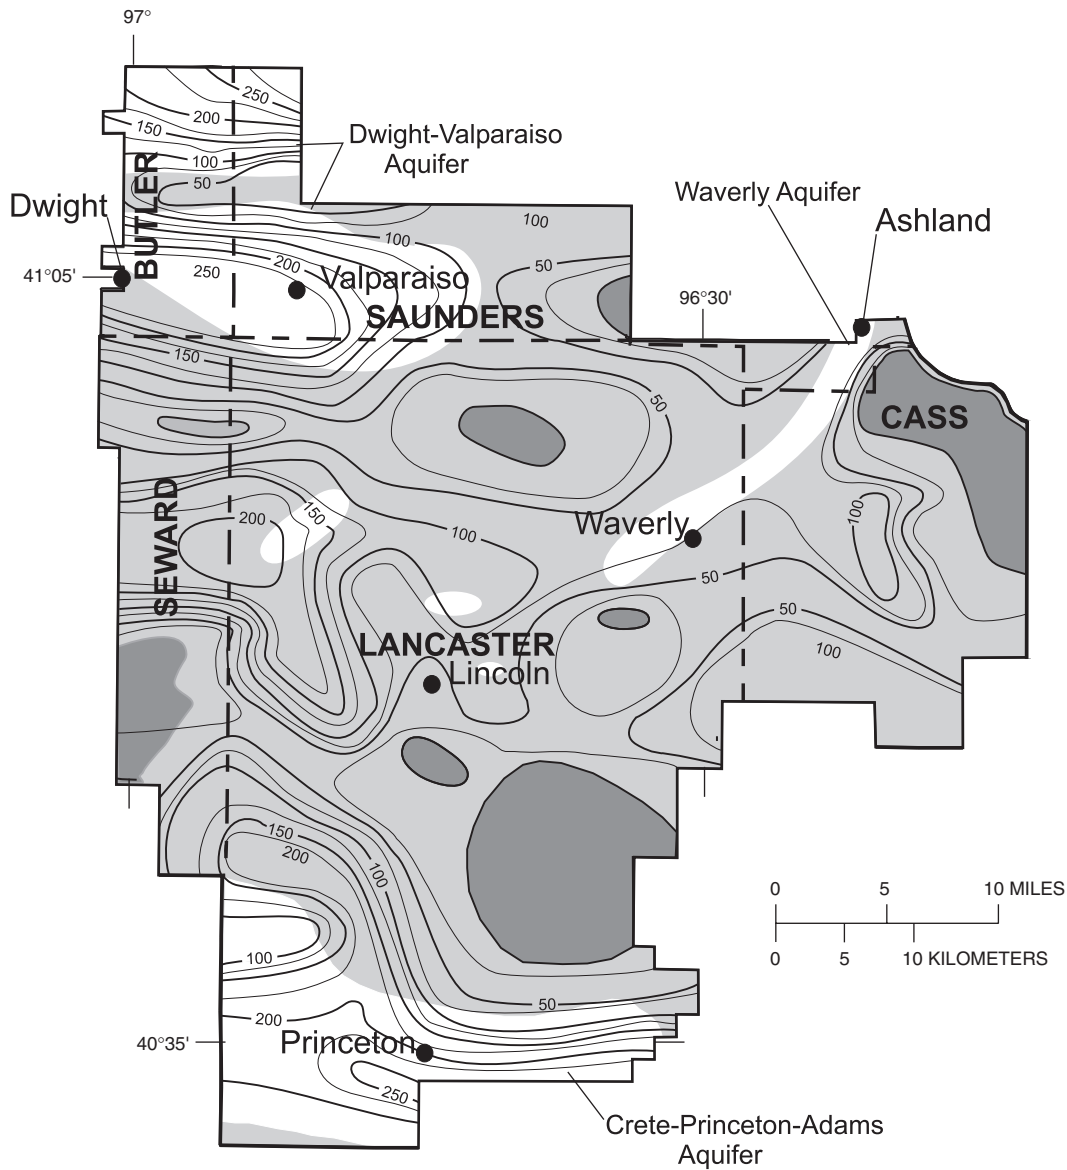 97°
250
200
150
100
50
Dwight-Valparaiso
Aquifer
BUTLER
Dwight
Waverly Aquifer
Ashland
100
100
50
41°05'
250
200
Valparaiso
96°30'
SAUNDERS
150
50
CASS
SEWARD
200
150
100
Waverly
100
50
50
100
LANCASTER
Lincoln
150
200
100
0 5 10 MILES
0 5 10 KILOMETERS
100
50
200
40°35'
Princeton
250
Crete-Princeton-Adams
Aquifer